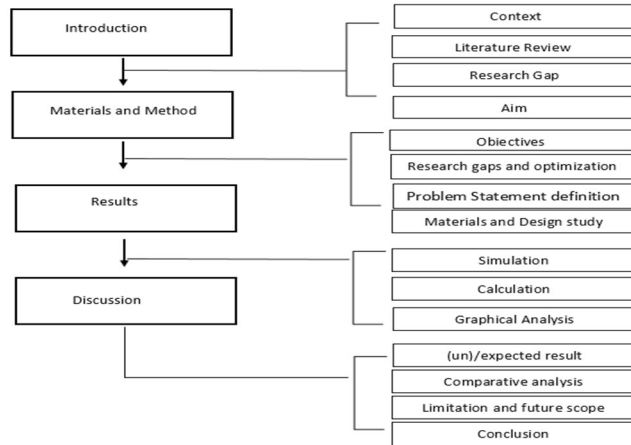 Introduction
Context
Literature Review
Research Gap
Aim
Materials and Method
Obiectives
Research gaps and optimization
Problem Statement definition
Materials and Design study
Results
Simulation
Calculation
Graphical Analysis
Discussion
(un)/expected result
Comparative analysis
Limitation and future scope
Conclusion